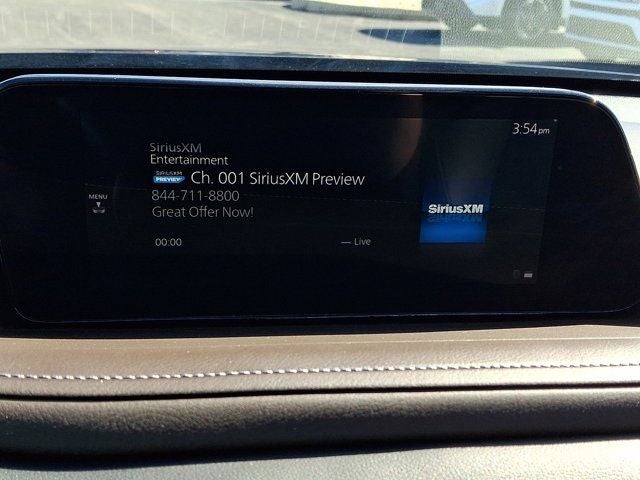 3:54pm
SiriusXM
Entertainment
SIRIUSXM PREVIEW Ch. 001 SiriusXM Preview
MENU
844-711-8800
Great Offer Now!
SiriusXM
00:00
Live